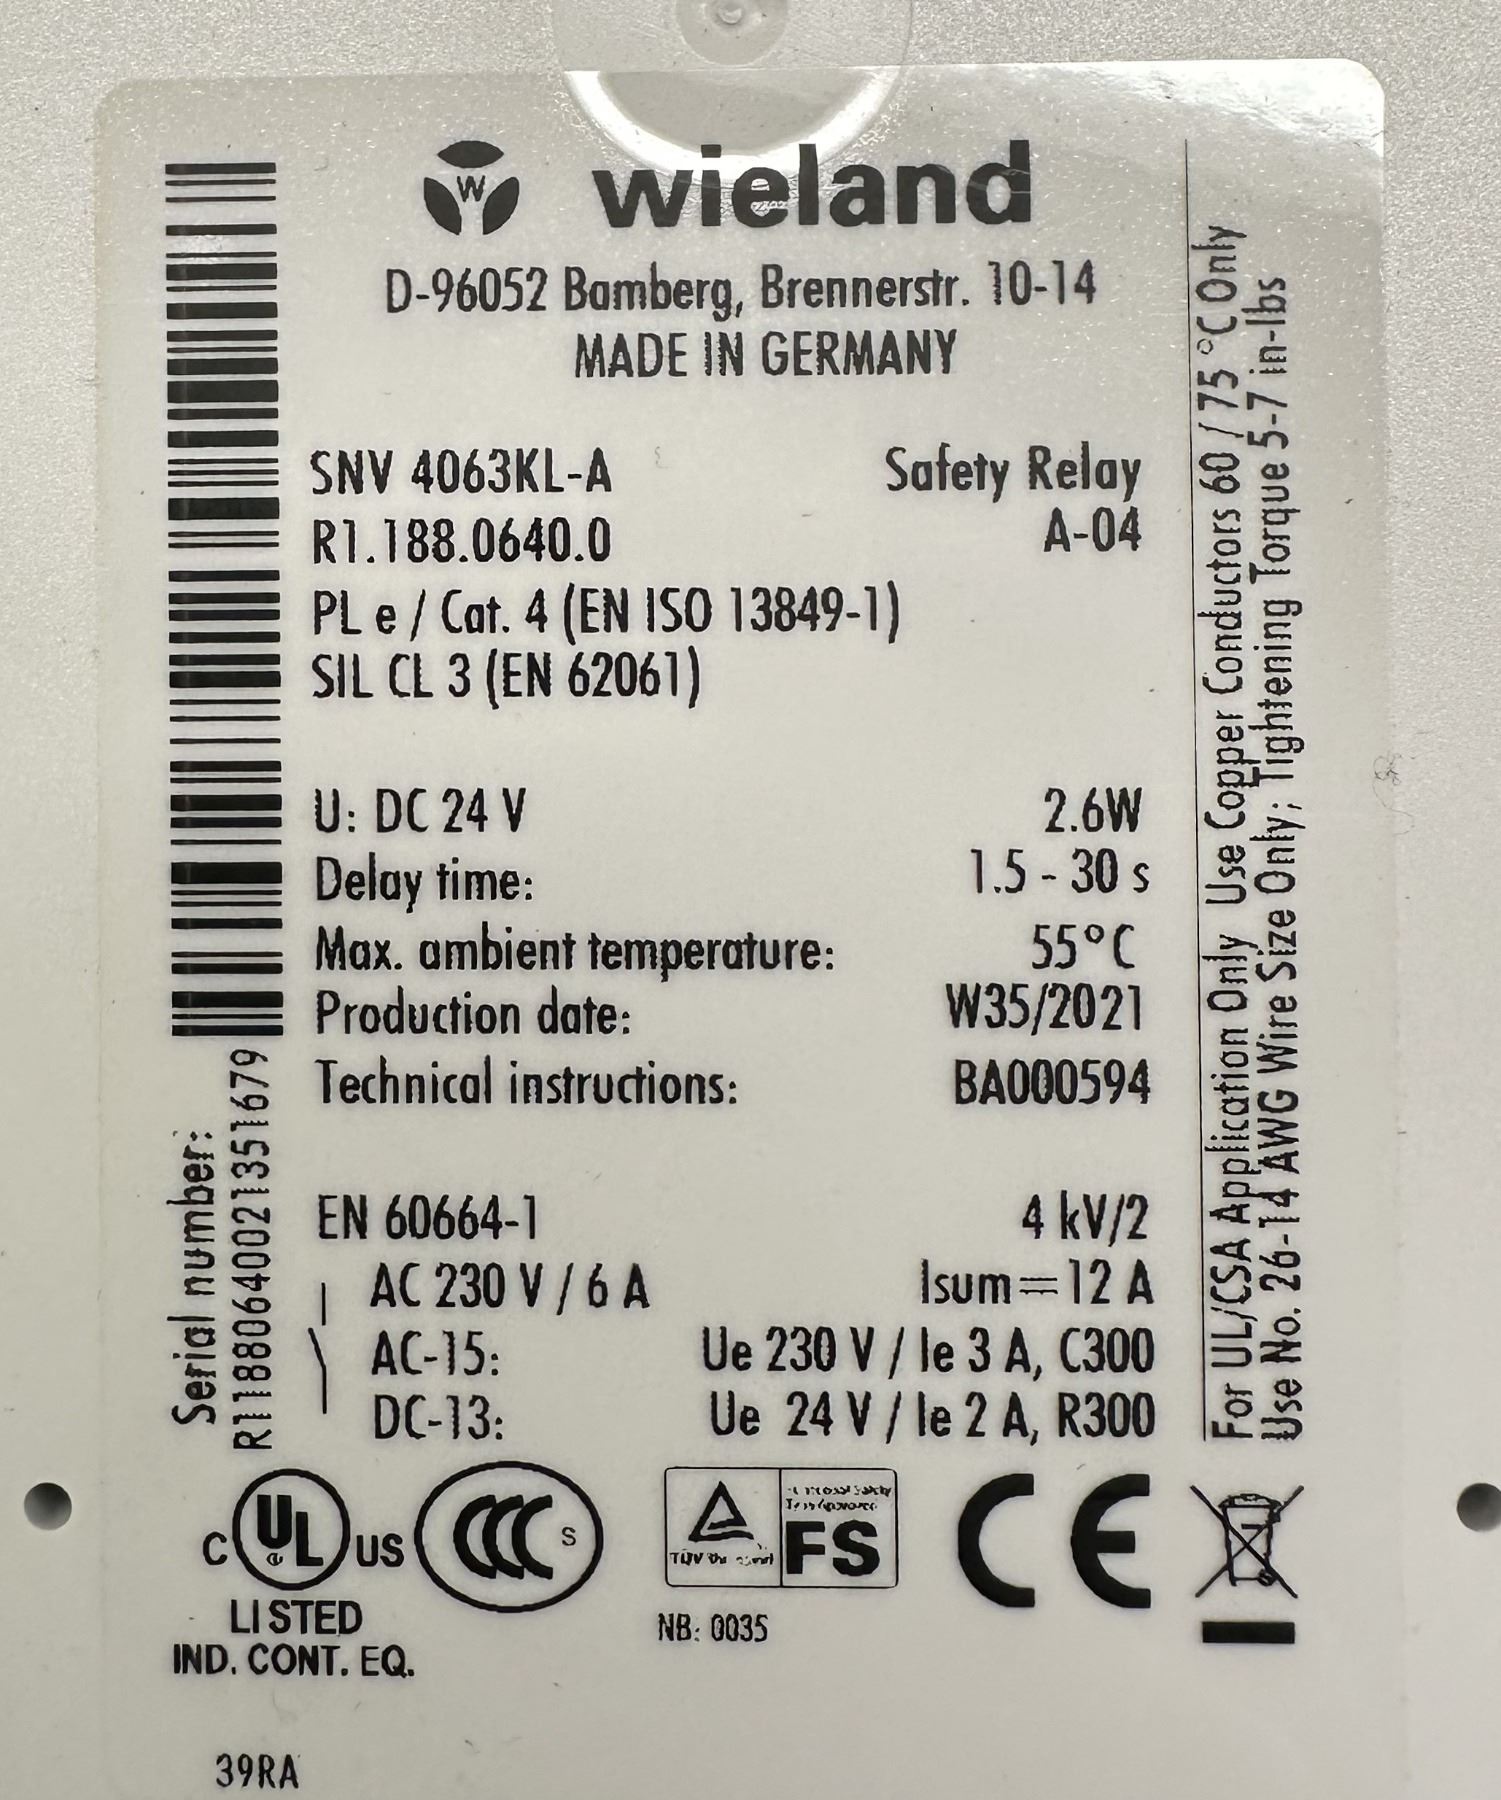 W wieland
D-96052 Bamberg, Brennerstr. 10-14
MADE IN GERMANY
SNV 4063KL-A Safety Relay
R1.188.0640.0 A-04
PL e / Cat. 4 (EN ISO 13849-1)
SIL CL 3 (EN 62061)
U: DC 24 V 2.6W
Delay time: 1.5 - 30 s
Max. ambient temperature: 55°C
Production date: W35/2021
Technical instructions: BA000594
EN 60664-1 4 kV/2
AC 230 V / 6 A Isum=12 A
AC-15: Ue 230 V / Ie 3 A, C300
DC-13: Ue 24 V / Ie 2 A, R300
Serial number:
R11880640021351679
For UL/CSA Application Only Use Copper Conductors 60 / 75 °C Only
Use No. 26-14 AWG Wire Size Only; Tightening Torque 5-7 in-lbs
C UL US
LISTED
IND. CONT. EQ.
CCC S
TÜV
FS
NB: 0035
CE
39RA